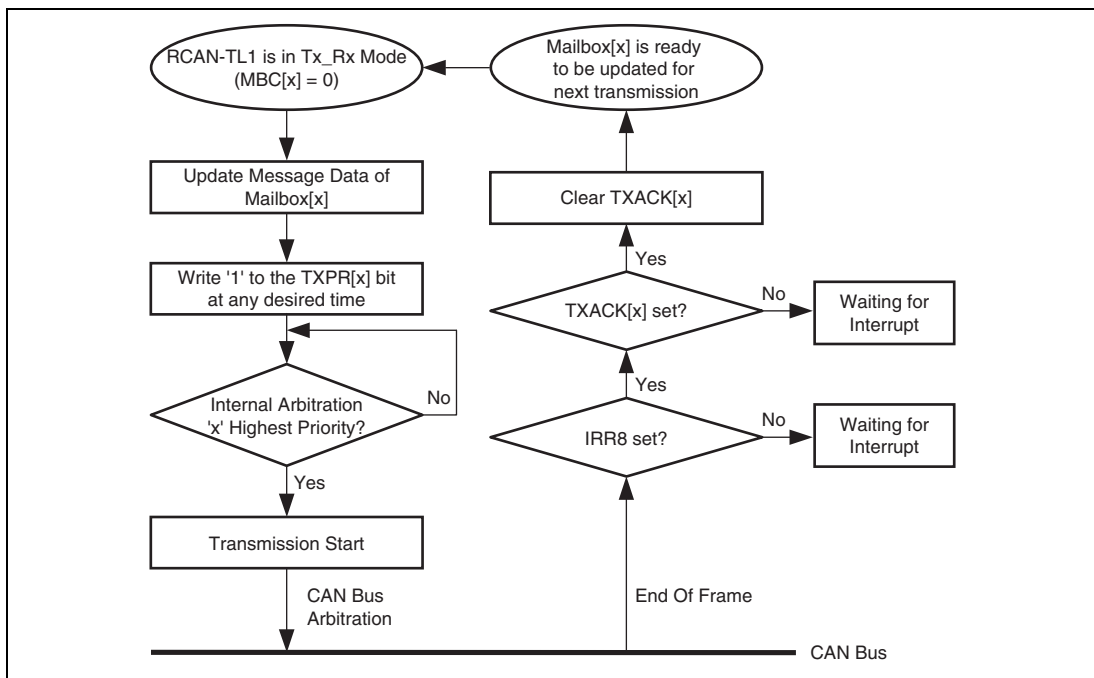 RCAN-TL1 is in Tx_Rx Mode
(MBC[x] = 0)
Update Message Data of
Mailbox[x]
Write '1' to the TXPR[x] bit
at any desired time
Internal Arbitration
'x' Highest Priority?
No
Yes
Transmission Start
CAN Bus
Arbitration
Mailbox[x] is ready
to be updated for
next transmission
Clear TXACK[x]
Yes
TXACK[x] set?
No
Waiting for
Interrupt
Yes
IRR8 set?
No
Waiting for
Interrupt
End Of Frame
CAN Bus